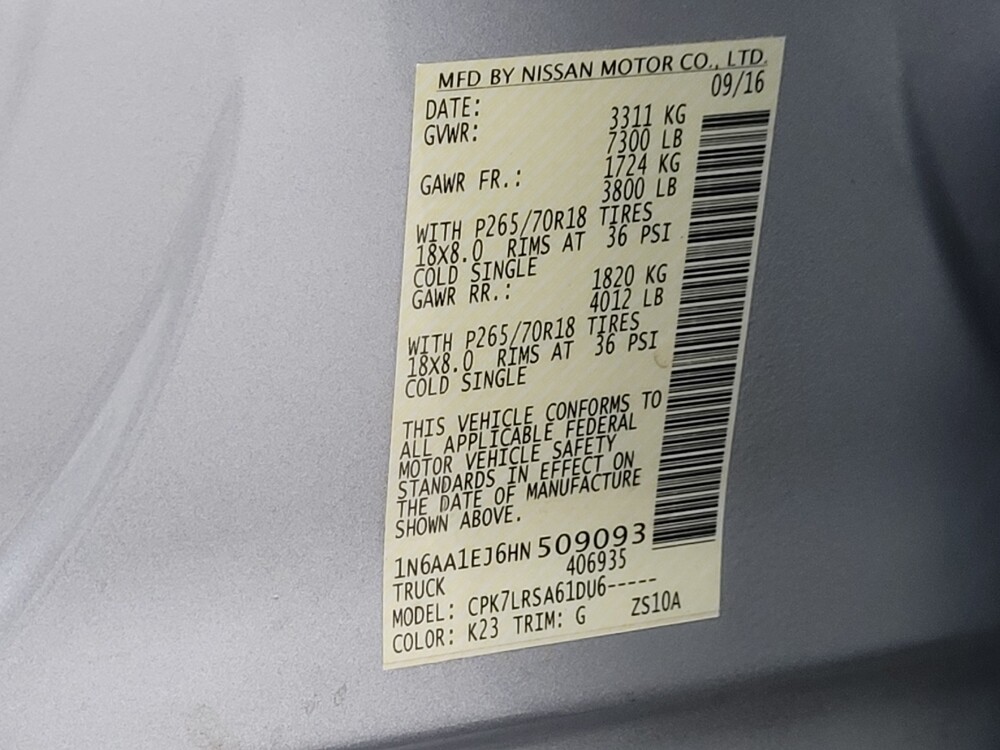 MFD BY NISSAN MOTOR CO., LTD.
DATE: 09/16
GVWR: 3311 KG
7300 LB
GAWR FR.: 1724 KG
3800 LB
WITH P265/70R18 TIRES
18X8.0 RIMS AT 36 PSI
COLD SINGLE
GAWR RR.: 1820 KG
4012 LB
WITH P265/70R18 TIRES
18X8.0 RIMS AT 36 PSI
COLD SINGLE
THIS VEHICLE CONFORMS TO
ALL APPLICABLE FEDERAL
MOTOR VEHICLE SAFETY
STANDARDS IN EFFECT ON
THE DATE OF MANUFACTURE
SHOWN ABOVE.
1N6AA1EJ6HN509093
TRUCK 406935
MODEL: CPK7LRSA61DU6-----
COLOR: K23 TRIM: G ZS10A